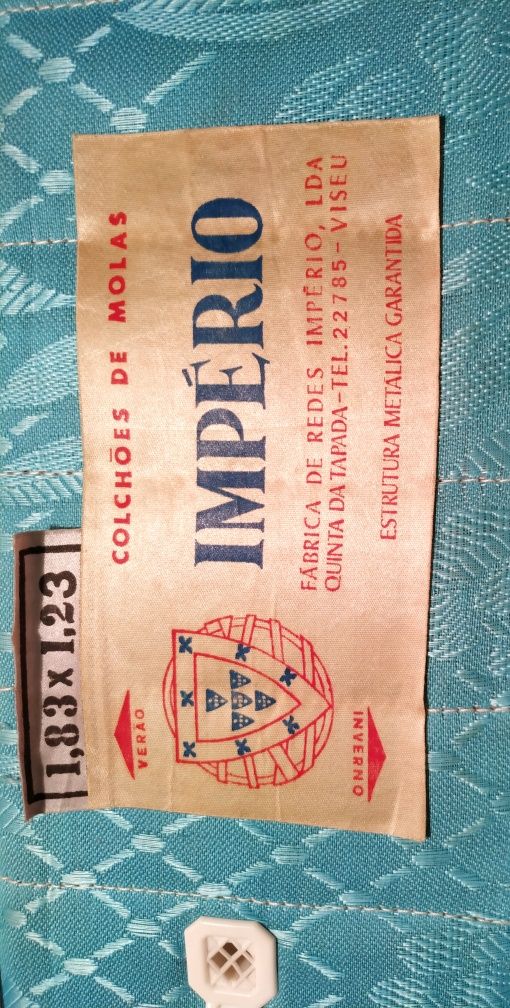 1,83 x 1,23
COLCHÕES DE MOLAS
IMPÉRIO
FÁBRICA DE REDES IMPÉRIO, LDA
QUINTA DA TAPADA-TEL. 22785-VISEU
ESTRUTURA METALICA GARANTIDA
VERÃO
INVERNO